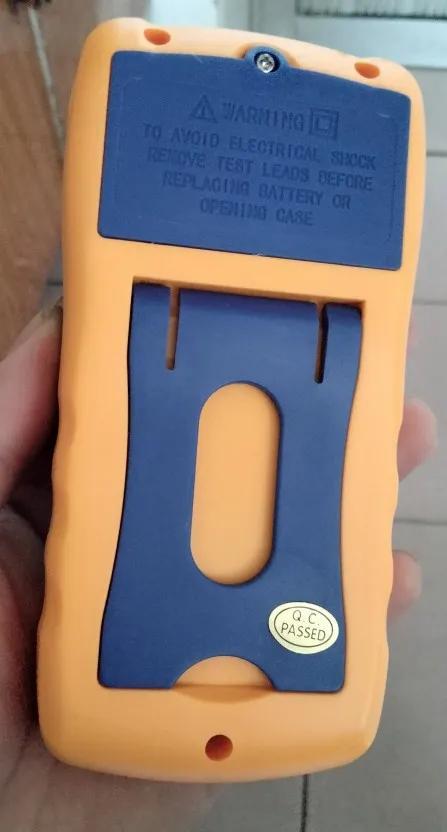 WARNING
TO AVOID ELECTRICAL SHOCK
REMOVE TEST LEADS BEFORE
REPLACING BATTERY OR
OPENING CASE
Q.C.
PASSED